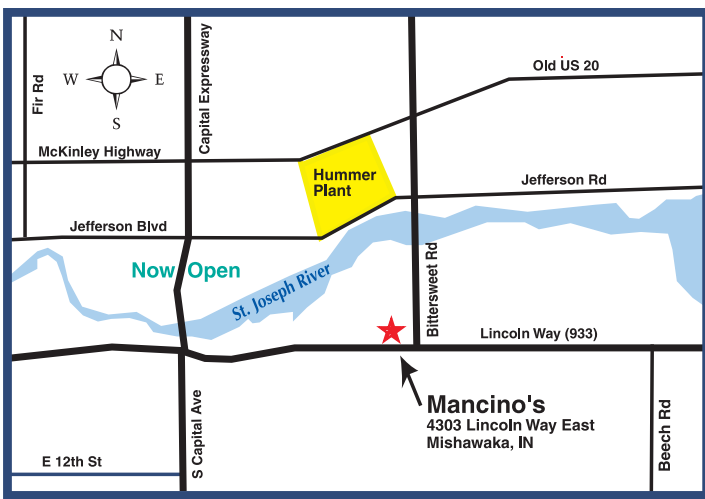 N
W E
S
Fir Rd
Capital Expressway
Old US 20
McKinley Highway
Hummer
Plant
Jefferson Rd
Jefferson Blvd
Now Open
St. Joseph River
Bittersweet Rd
Lincoln Way (933)
Mancino's
4303 Lincoln Way East
Mishawaka, IN
S Capital Ave
Beech Rd
E 12th St